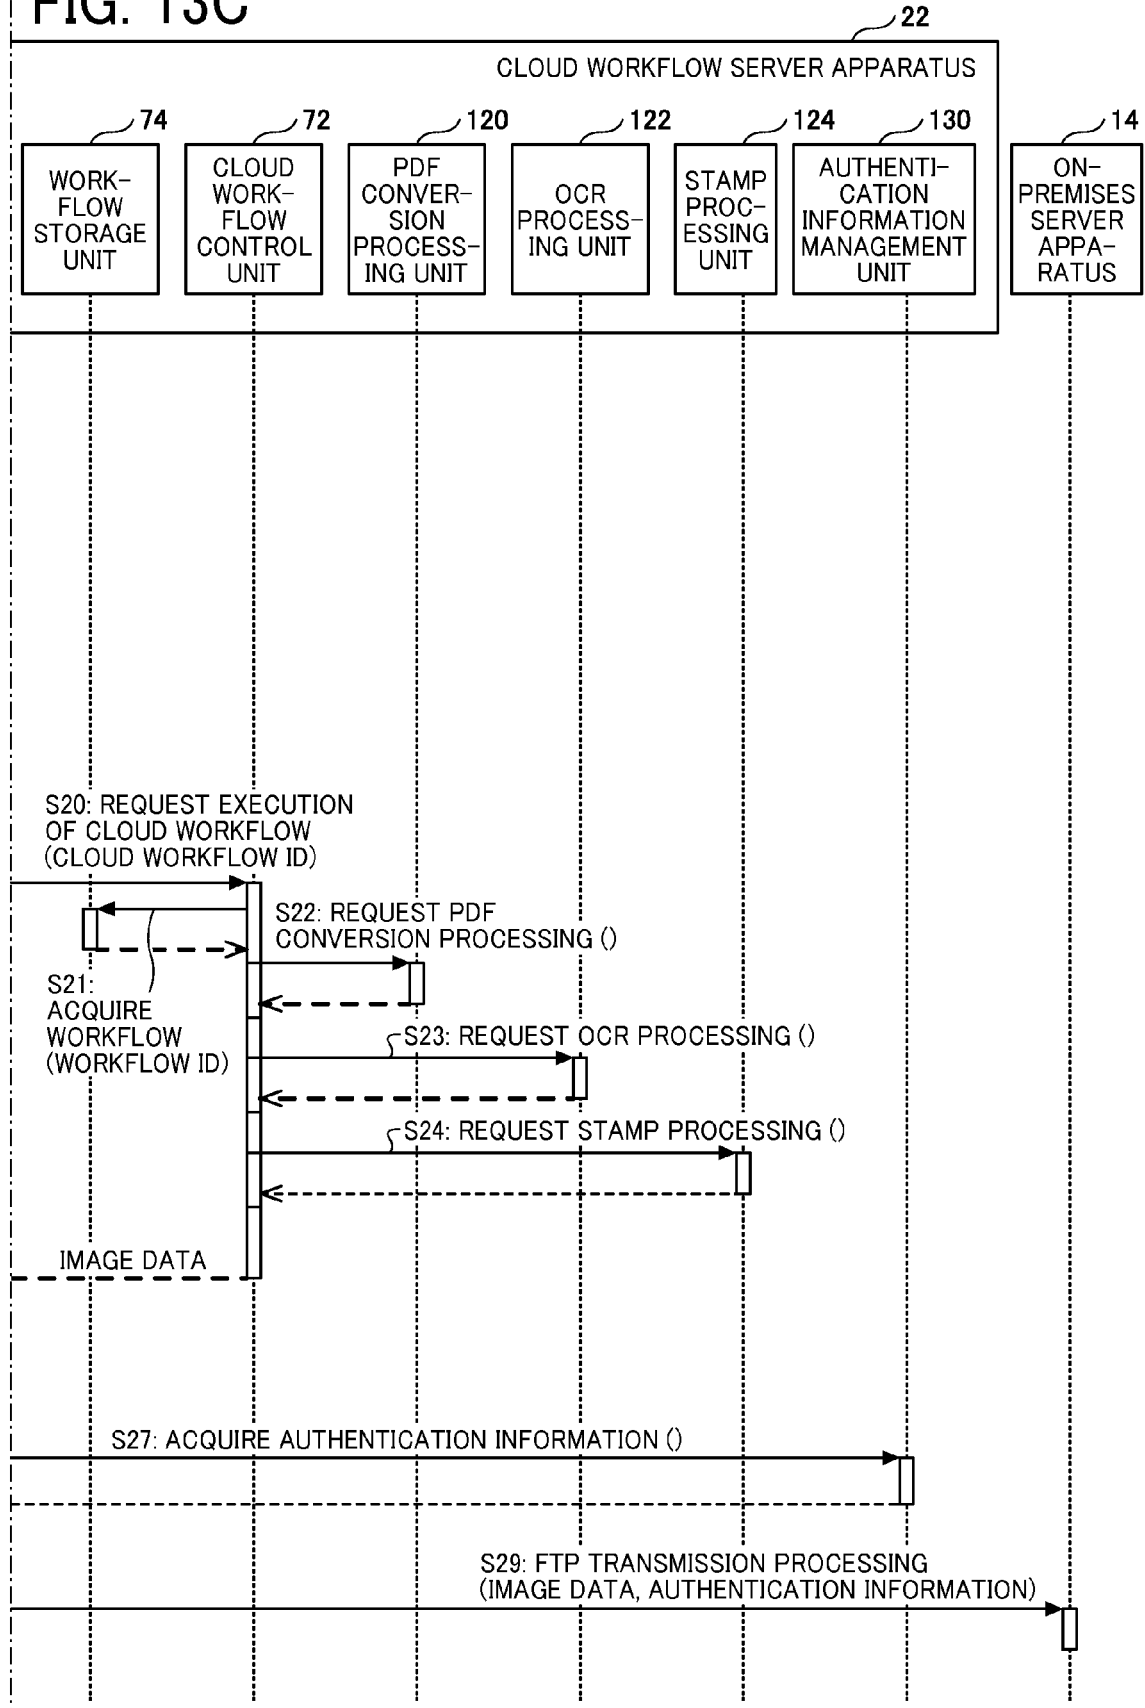 FIG. 13C
22
CLOUD WORKFLOW SERVER APPARATUS
74
72
120
122
124
130
14
WORK-
FLOW
STORAGE
UNIT
CLOUD
WORK-
FLOW
CONTROL
UNIT
PDF
CONVER-
SION
PROCESS-
ING UNIT
OCR
PROCESS-
ING UNIT
STAMP
PROC-
ESSING
UNIT
AUTHENTI-
CATION
INFORMATION
MANAGEMENT
UNIT
ON-
PREMISES
SERVER
APPA-
RATUS
S20: REQUEST EXECUTION
OF CLOUD WORKFLOW
(CLOUD WORKFLOW ID)
S22: REQUEST PDF
CONVERSION PROCESSING ()
S21:
ACQUIRE
WORKFLOW
(WORKFLOW ID)
S23: REQUEST OCR PROCESSING ()
S24: REQUEST STAMP PROCESSING ()
IMAGE DATA
S27: ACQUIRE AUTHENTICATION INFORMATION ()
S29: FTP TRANSMISSION PROCESSING
(IMAGE DATA, AUTHENTICATION INFORMATION)